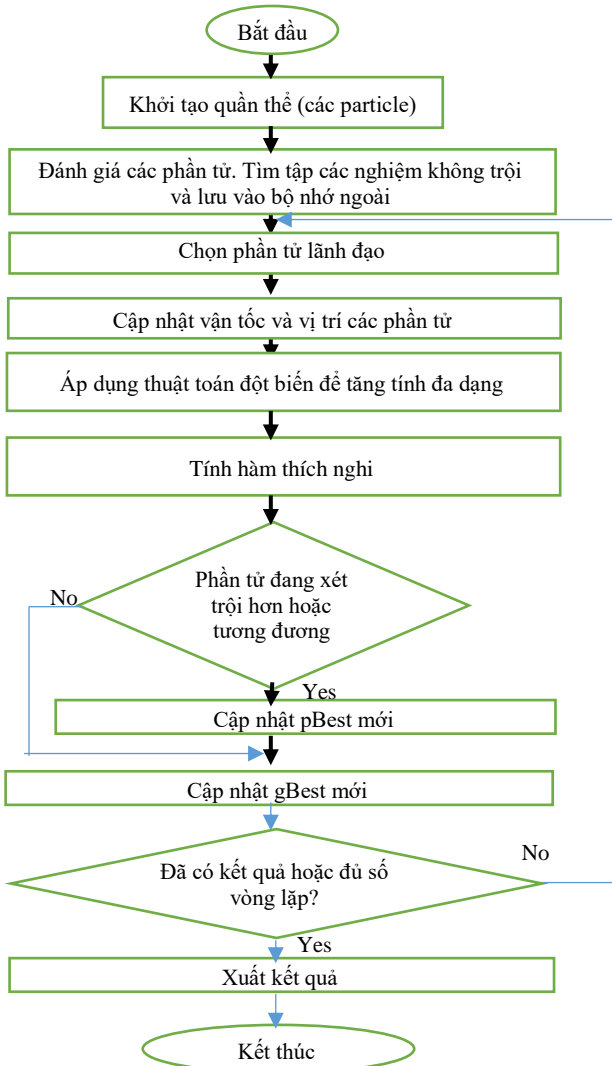 Bắt đầu
Khởi tạo quần thể (các particle)
Đánh giá các phần tử. Tìm tập các nghiệm không trội
và lưu vào bộ nhớ ngoài
Chọn phần tử lãnh đạo
Cập nhật vận tốc và vị trí các phần tử
Áp dụng thuật toán đột biến để tăng tính đa dạng
Tính hàm thích nghi
Phần tử đang xét
trội hơn hoặc
tương đương
No
Yes
Cập nhật pBest mới
Cập nhật gBest mới
Đã có kết quả hoặc đủ số
vòng lặp?
No
Yes
Xuất kết quả
Kết thúc